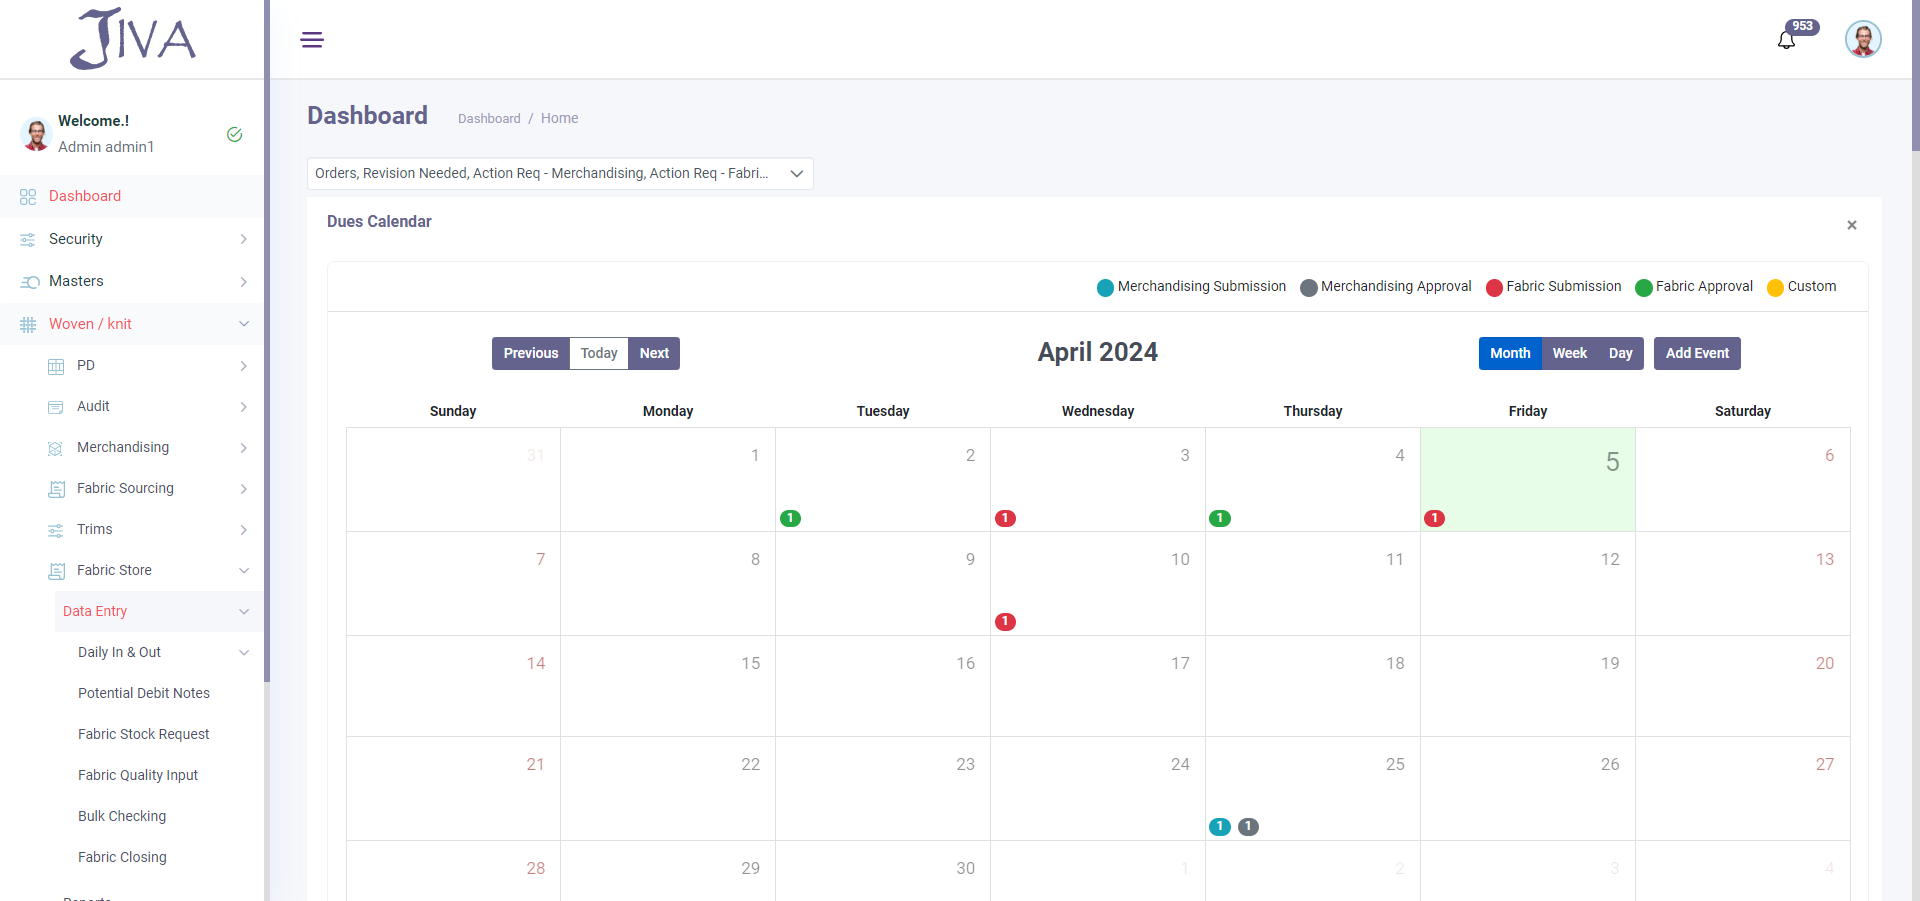 JIVA
953
Welcome.!
Admin admin1
Dashboard
Security
Masters
Woven / knit
PD
Audit
Merchandising
Fabric Sourcing
Trims
Fabric Store
Data Entry
Daily In & Out
Potential Debit Notes
Fabric Stock Request
Fabric Quality Input
Bulk Checking
Fabric Closing
Reports
Dashboard Dashboard / Home
Orders, Revision Needed, Action Req - Merchandising, Action Req - Fabri...
Dues Calendar ×
Merchandising Submission Merchandising Approval Fabric Submission Fabric Approval Custom
Previous Today Next April 2024 Month Week Day Add Event
Sunday Monday Tuesday Wednesday Thursday Friday Saturday
31 1 2 3 4 5 6
1 1 1 1
7 8 9 10 11 12 13
1
14 15 16 17 18 19 20
21 22 23 24 25 26 27
1 1
28 29 30 1 2 3 4